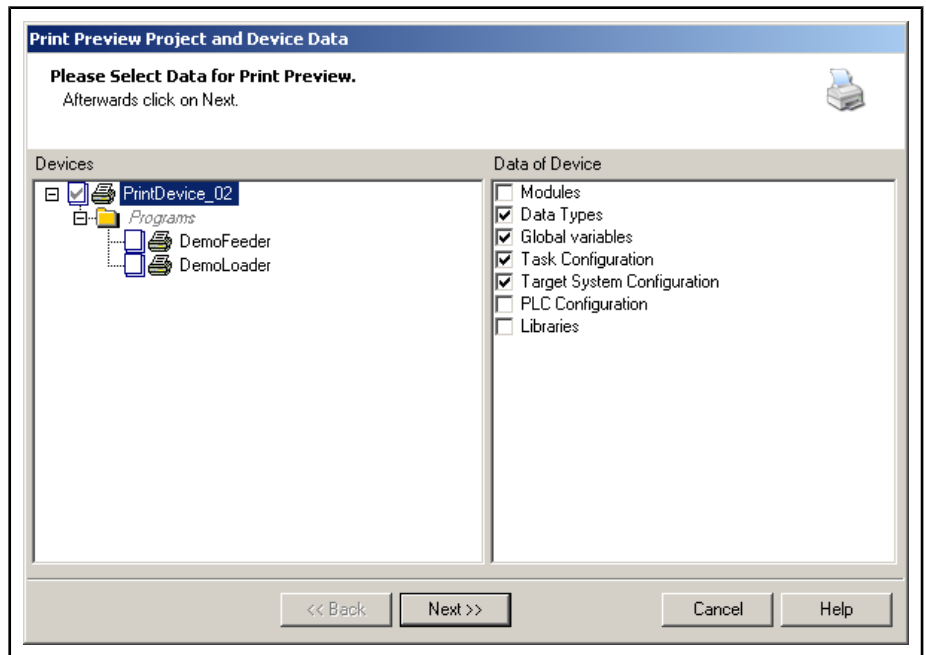 Print Preview Project and Device Data
Please Select Data for Print Preview.
Afterwards click on Next.
Devices
PrintDevice_02
Programs
DemoFeeder
DemoLoader
Data of Device
Modules
Data Types
Global variables
Task Configuration
Target System Configuration
PLC Configuration
Libraries
<< Back
Next >>
Cancel
Help